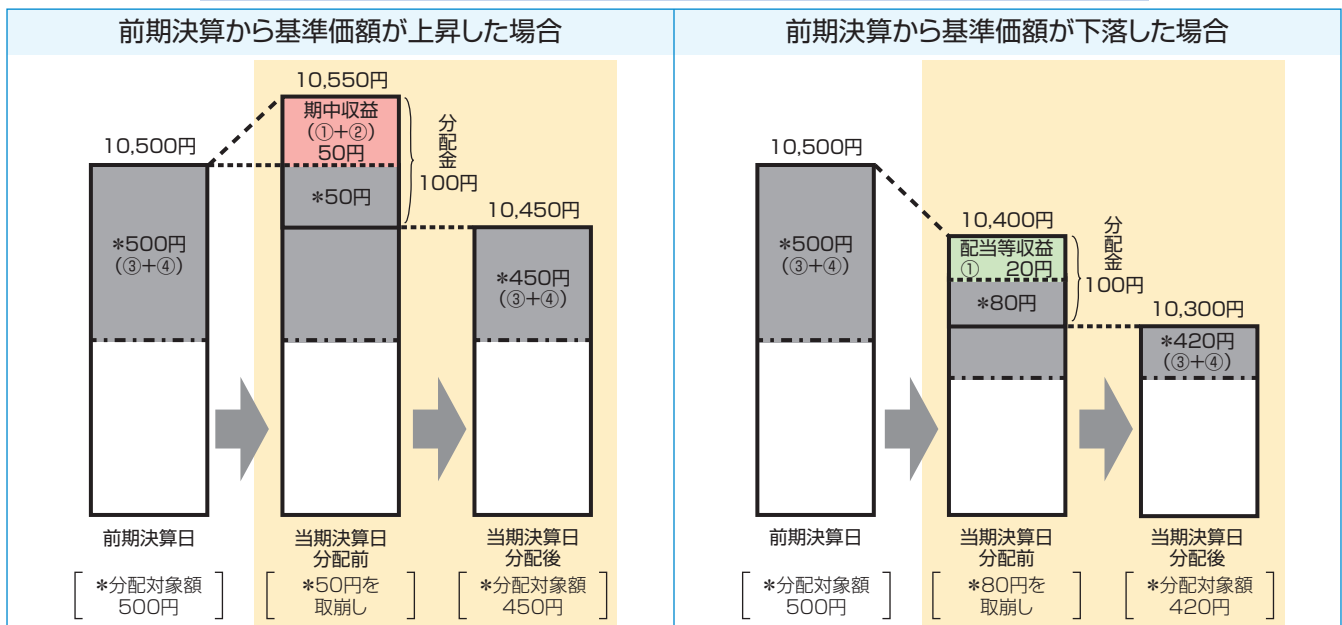 前期決算から基準価額が上昇した場合
10,500円
*500円
(③+④)
10,550円
期中収益
(①+②)
50円
*50円
分配金
100円
10,450円
*450円
(③+④)
前期決算日
当期決算日
分配前
当期決算日
分配後
*分配対象額
500円
*50円を
取崩し
*分配対象額
450円
前期決算から基準価額が下落した場合
10,500円
*500円
(③+④)
10,400円
配当等収益
① 20円
*80円
分配金
100円
10,300円
*420円
(③+④)
前期決算日
当期決算日
分配前
当期決算日
分配後
*分配対象額
500円
*80円を
取崩し
*分配対象額
420円